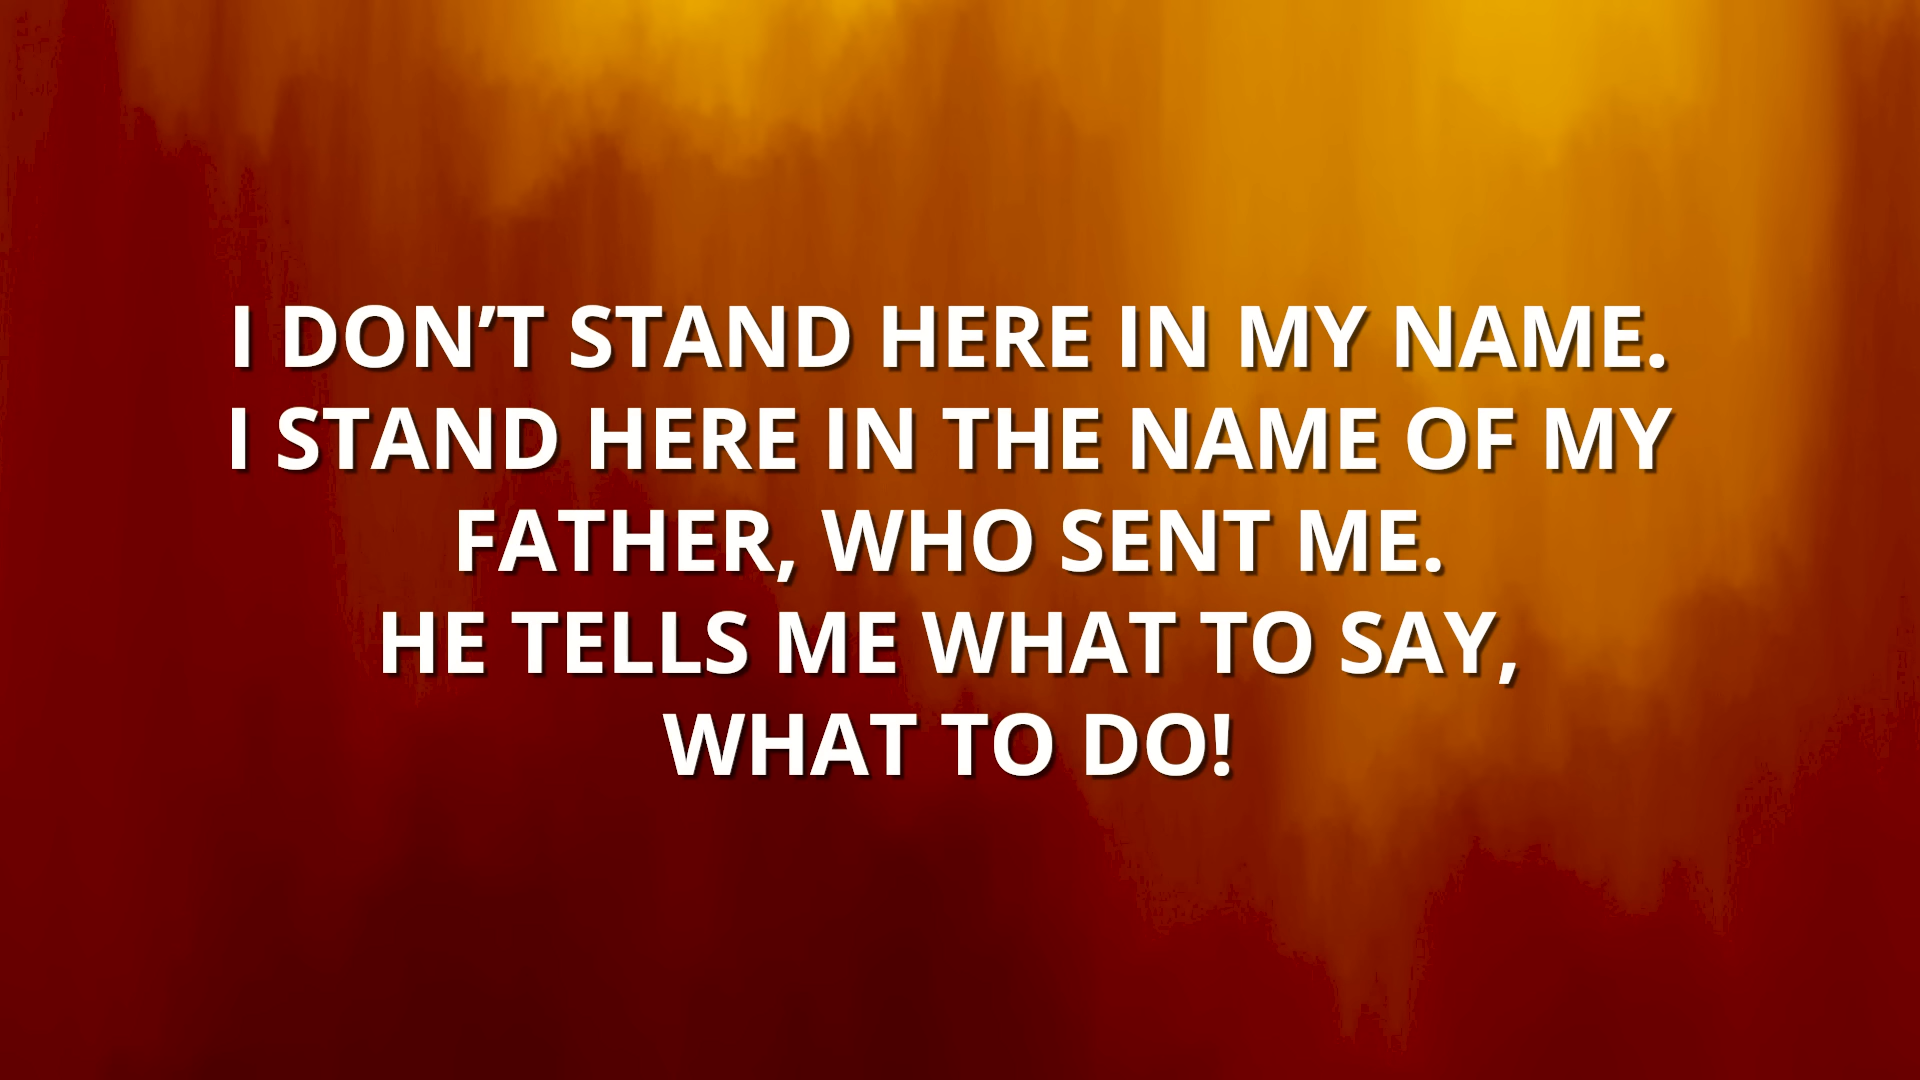 I DON’T STAND HERE IN MY NAME.
I STAND HERE IN THE NAME OF MY
FATHER, WHO SENT ME.
HE TELLS ME WHAT TO SAY,
WHAT TO DO!